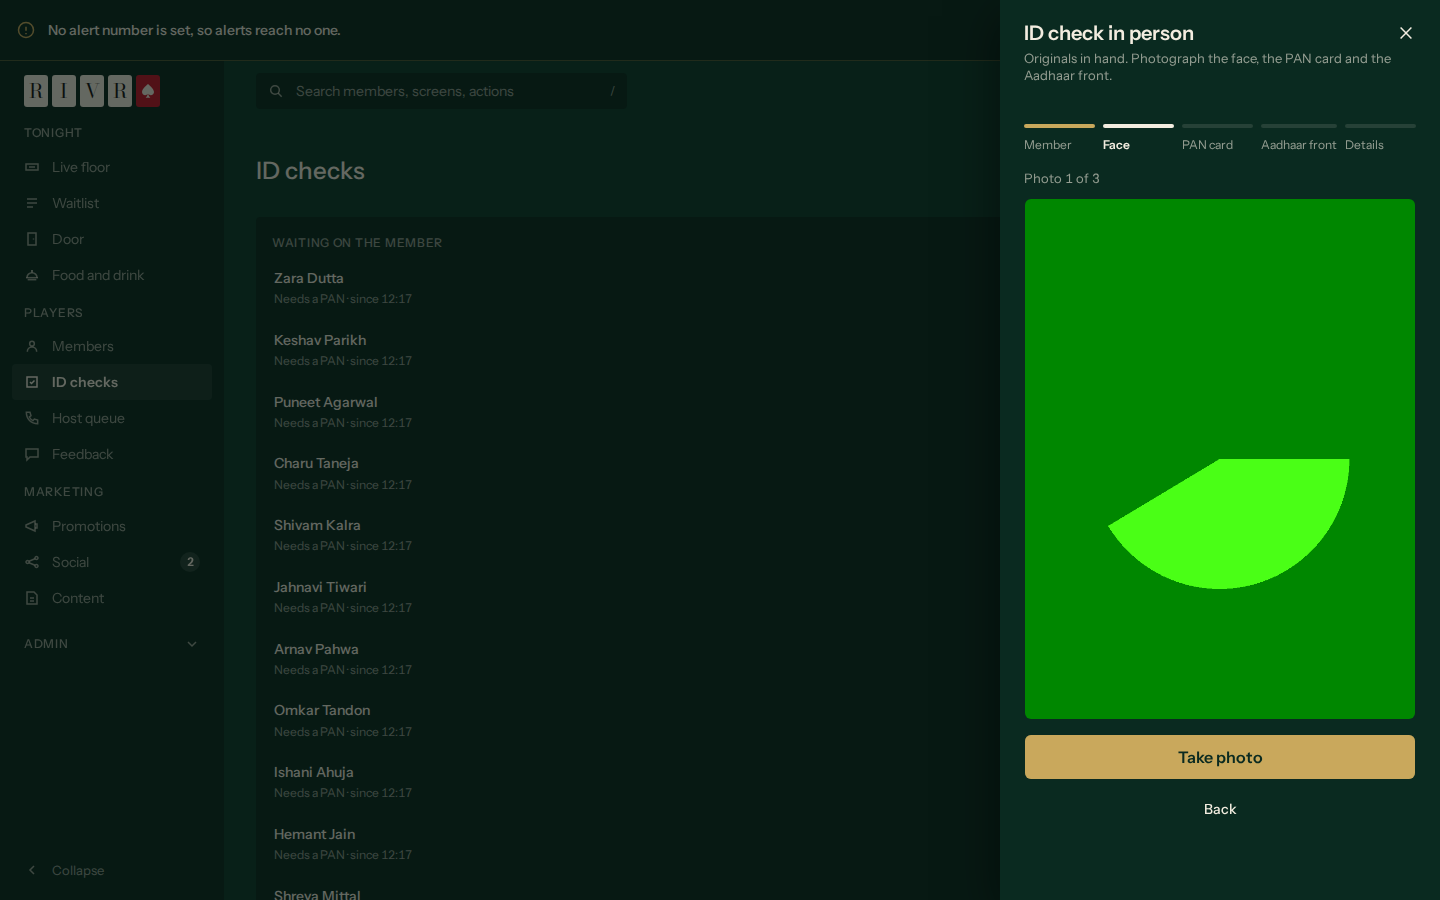 No alert number is set, so alerts reach no one.
RIVR
Search members, screens, actions /
TONIGHT
Live floor
Waitlist
Door
Food and drink
PLAYERS
Members
ID checks
Host queue
Feedback
MARKETING
Promotions
Social 2
Content
ADMIN
Collapse
ID checks
WAITING ON THE MEMBER
Zara Dutta
Needs a PAN · since 12:17
Keshav Parikh
Needs a PAN · since 12:17
Puneet Agarwal
Needs a PAN · since 12:17
Charu Taneja
Needs a PAN · since 12:17
Shivam Kalra
Needs a PAN · since 12:17
Jahnavi Tiwari
Needs a PAN · since 12:17
Arnav Pahwa
Needs a PAN · since 12:17
Omkar Tandon
Needs a PAN · since 12:17
Ishani Ahuja
Needs a PAN · since 12:17
Hemant Jain
Needs a PAN · since 12:17
Shreya Mittal
ID check in person
Originals in hand. Photograph the face, the PAN card and the
Aadhaar front.
Member Face PAN card Aadhaar front Details
Photo 1 of 3
Take photo
Back